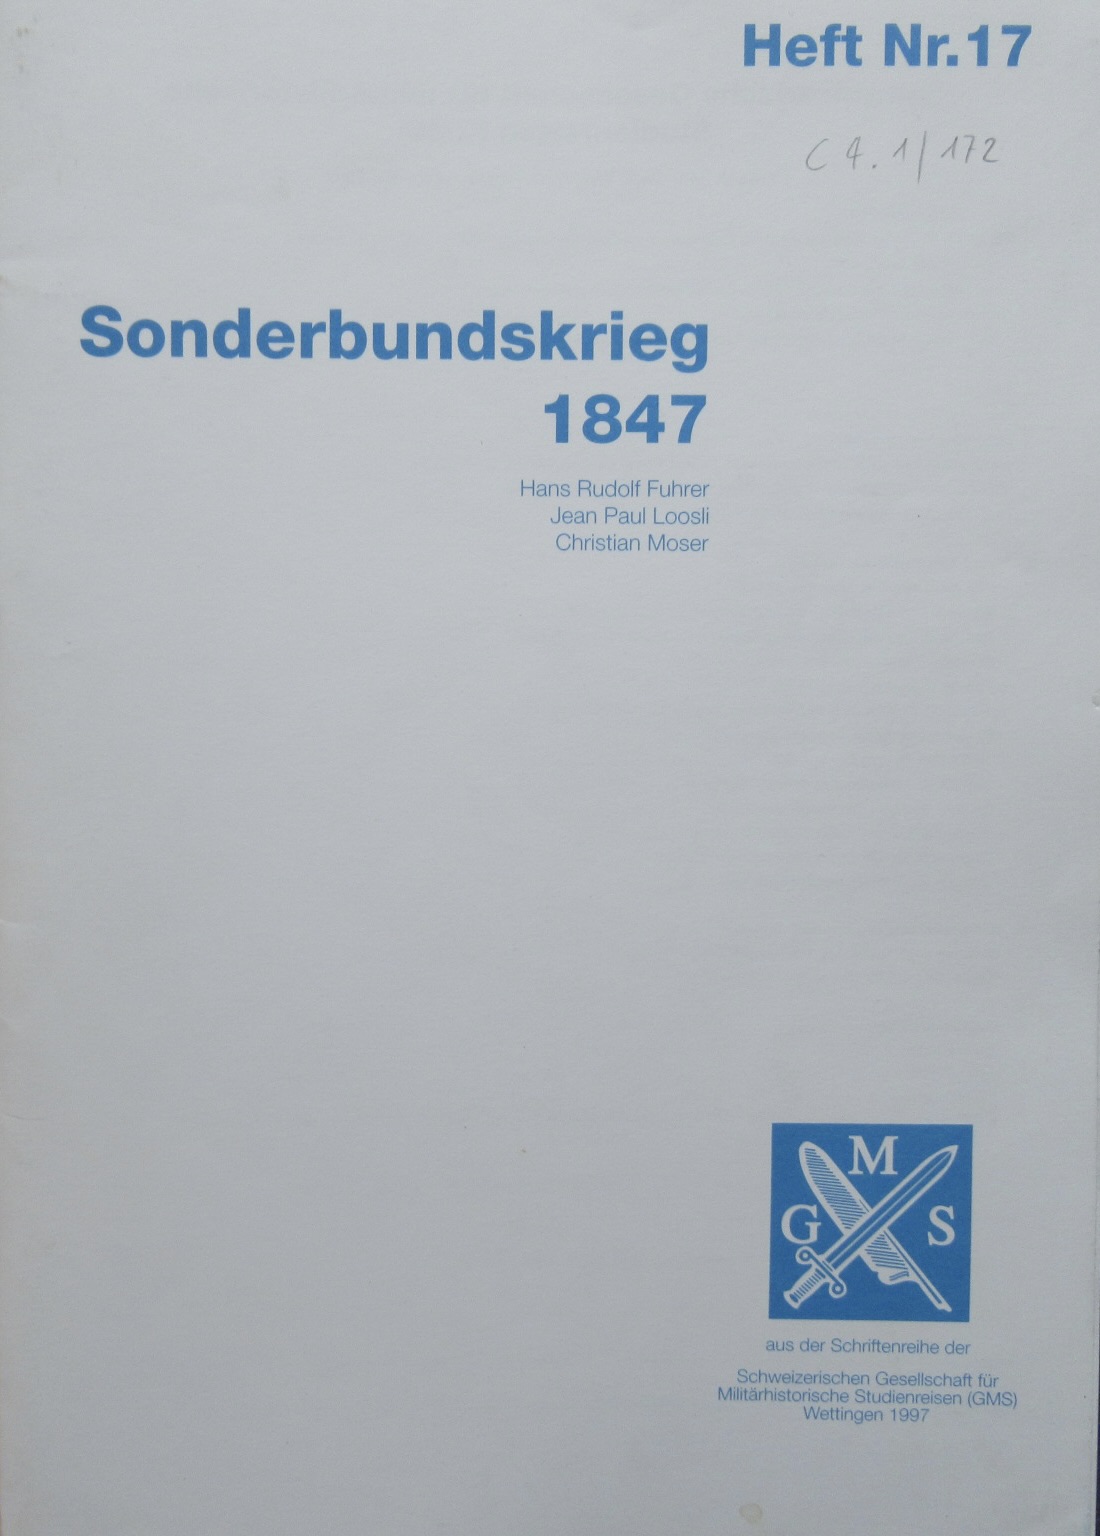 Heft Nr.17
C 4.1/172
Sonderbundskrieg
1847
Hans Rudolf Fuhrer
Jean Paul Loosli
Christian Moser
M
G S
aus der Schriftenreihe der
Schweizerischen Gesellschaft für
Militärhistorische Studienreisen (GMS)
Wettingen 1997